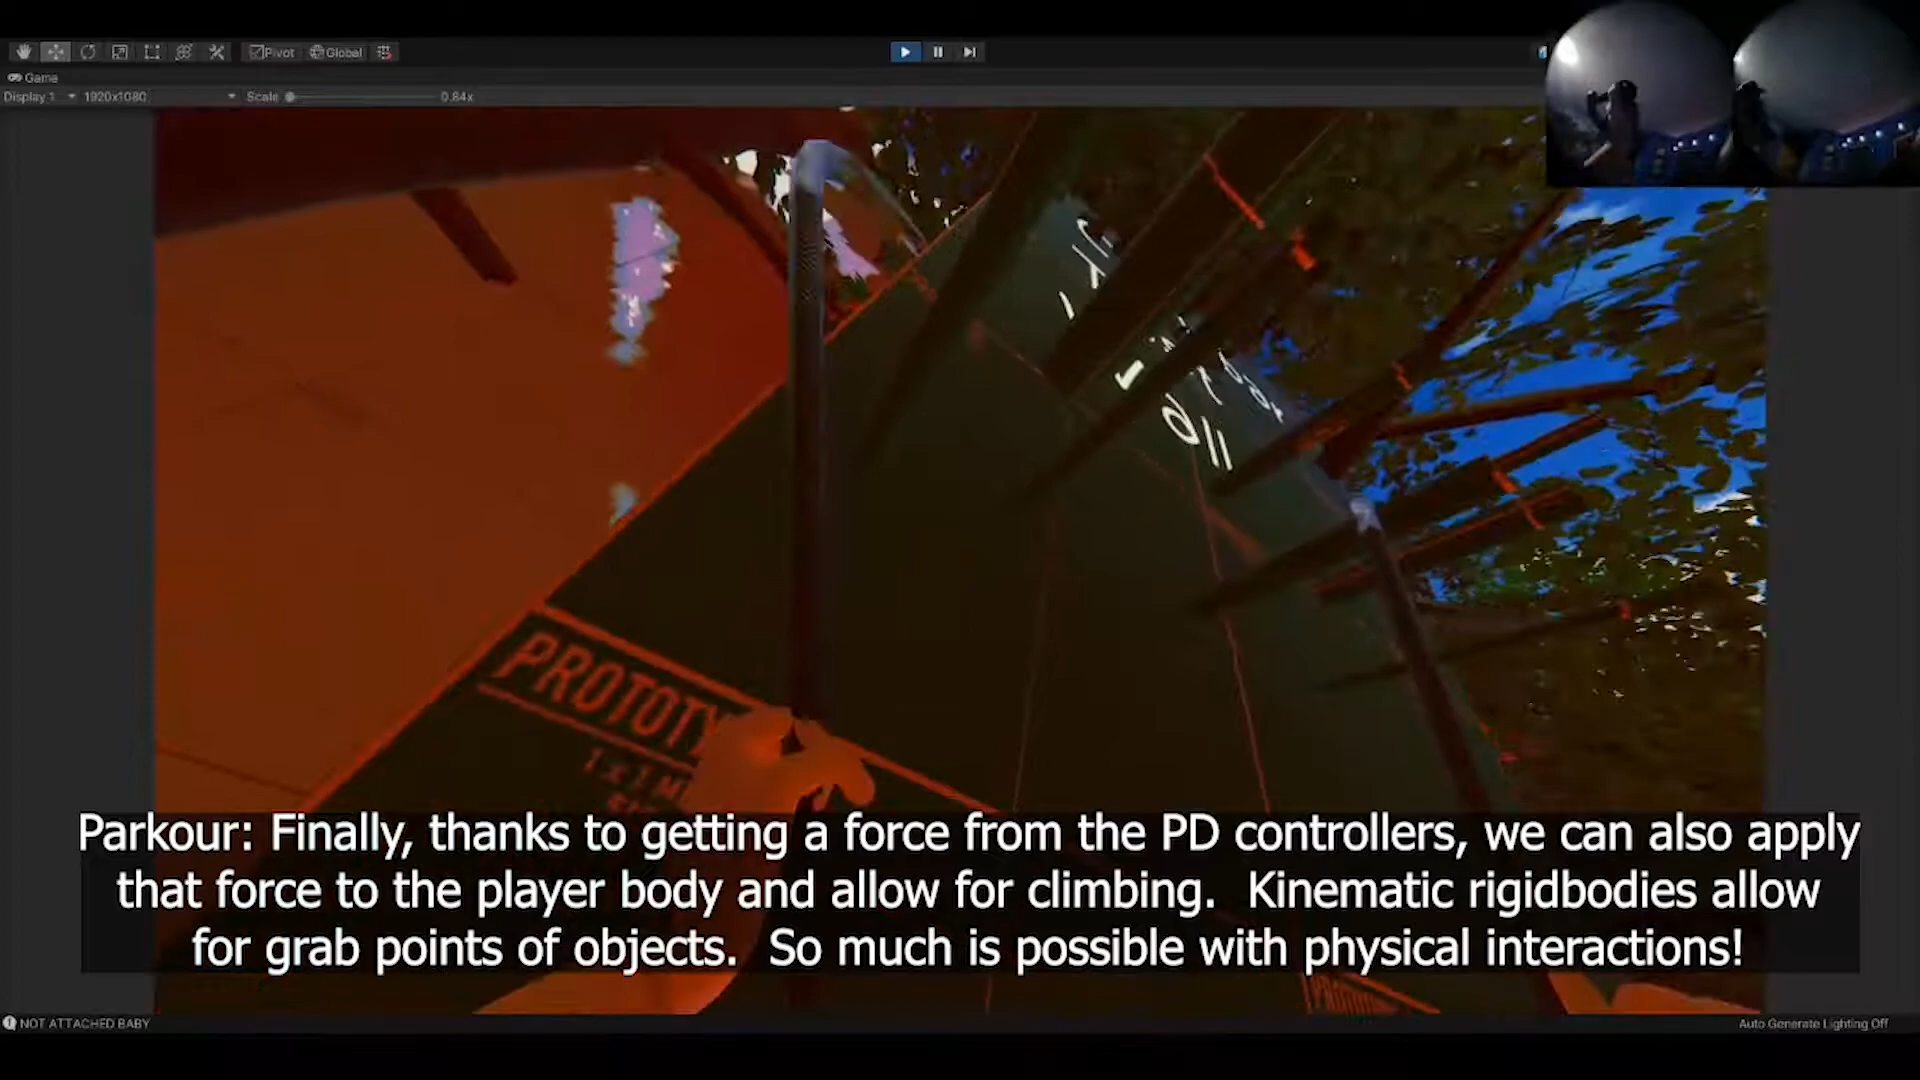 Pivot Global
Game
Display 1 1920x1080 Scale 0.84x
PROTOTY
1 x 1 M
Parkour: Finally, thanks to getting a force from the PD controllers, we can also apply
that force to the player body and allow for climbing. Kinematic rigidbodies allow
for grab points of objects. So much is possible with physical interactions!
NOT ATTACHED BABY
Auto Generate Lighting Off